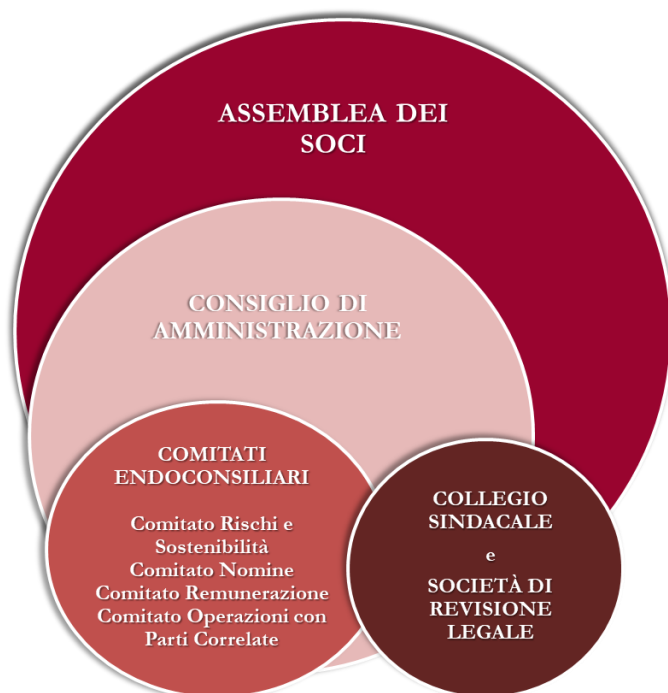 ASSEMBLEA DEI
SOCI
CONSIGLIO DI
AMMINISTRAZIONE
COMITATI
ENDOCONSILIARI
Comitato Rischi e
Sostenibilità
Comitato Nomine
Comitato Remunerazione
Comitato Operazioni con
Parti Correlate
COLLEGIO
SINDACALE
e
SOCIETÀ DI
REVISIONE
LEGALE